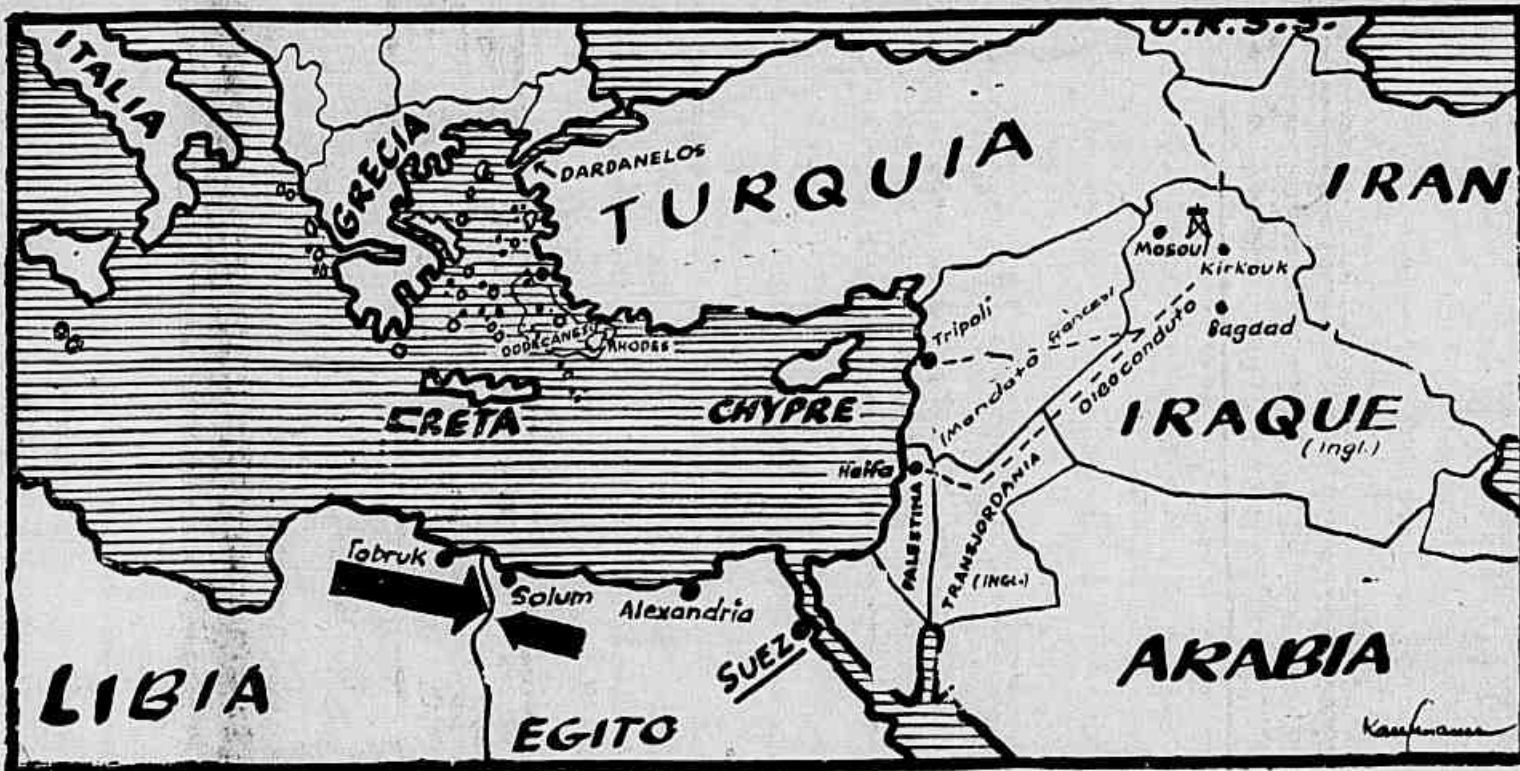 U.R.S.S.
ITALIA
GRECIA
DARDANELOS
TURQUIA
IRAN
Mosoul
Kirkouk
Bagdad
Tripoli
(Mandato francês)
OLEOCONDUTO
DODECANESO
RHODES
CRETA
CHYPRE
IRAQUE
(Ingl.)
Haifa
PALESTINA
TRANSJORDANIA
(INGL.)
Tobruk
Solum
Alexandria
SUEZ
ARABIA
LIBIA
EGITO
Kaufmann